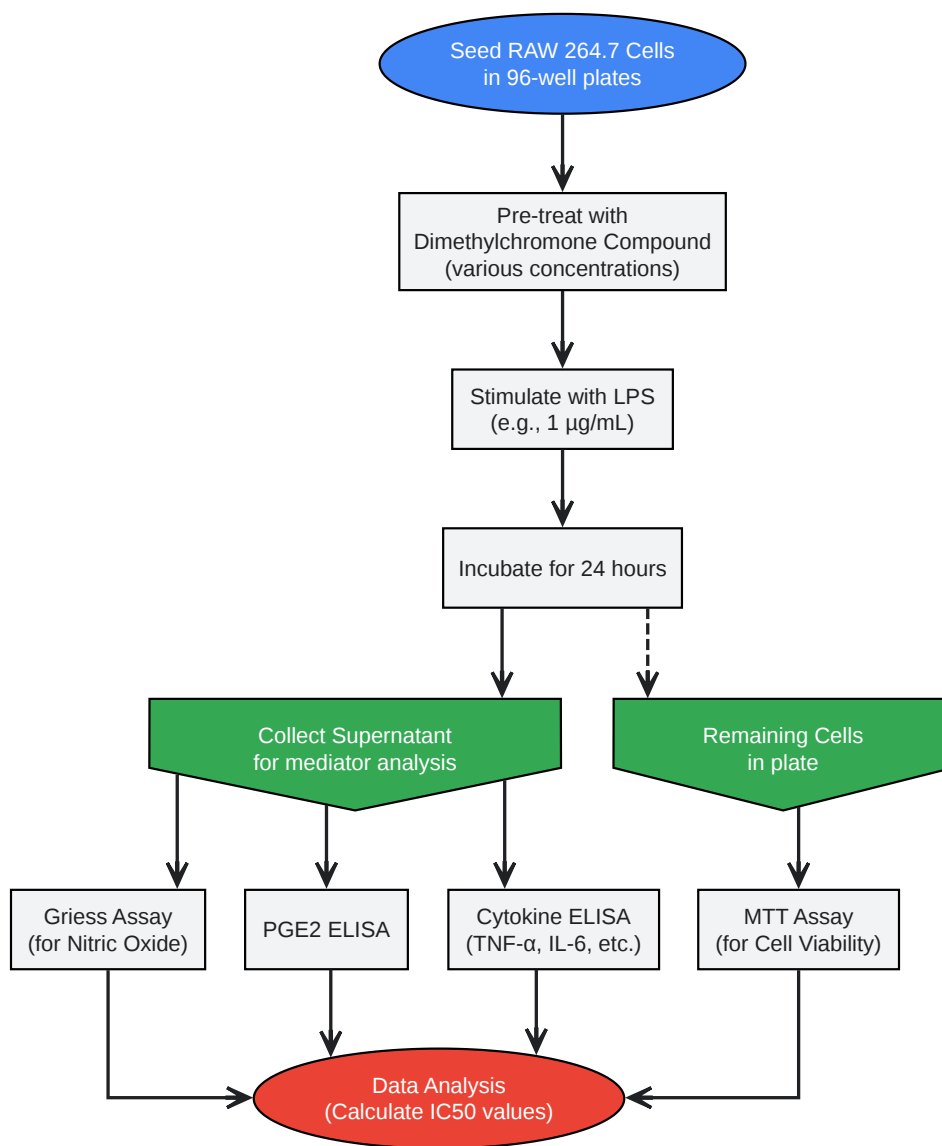 Seed RAW 264.7 Cells
in 96-well plates
Pre-treat with
Dimethylchromone Compound
(various concentrations)
Stimulate with LPS
(e.g., 1 µg/mL)
Incubate for 24 hours
Collect Supernatant
for mediator analysis
Remaining Cells
in plate
Griess Assay
(for Nitric Oxide)
PGE2 ELISA
Cytokine ELISA
(TNF-α, IL-6, etc.)
MTT Assay
(for Cell Viability)
Data Analysis
(Calculate IC50 values)